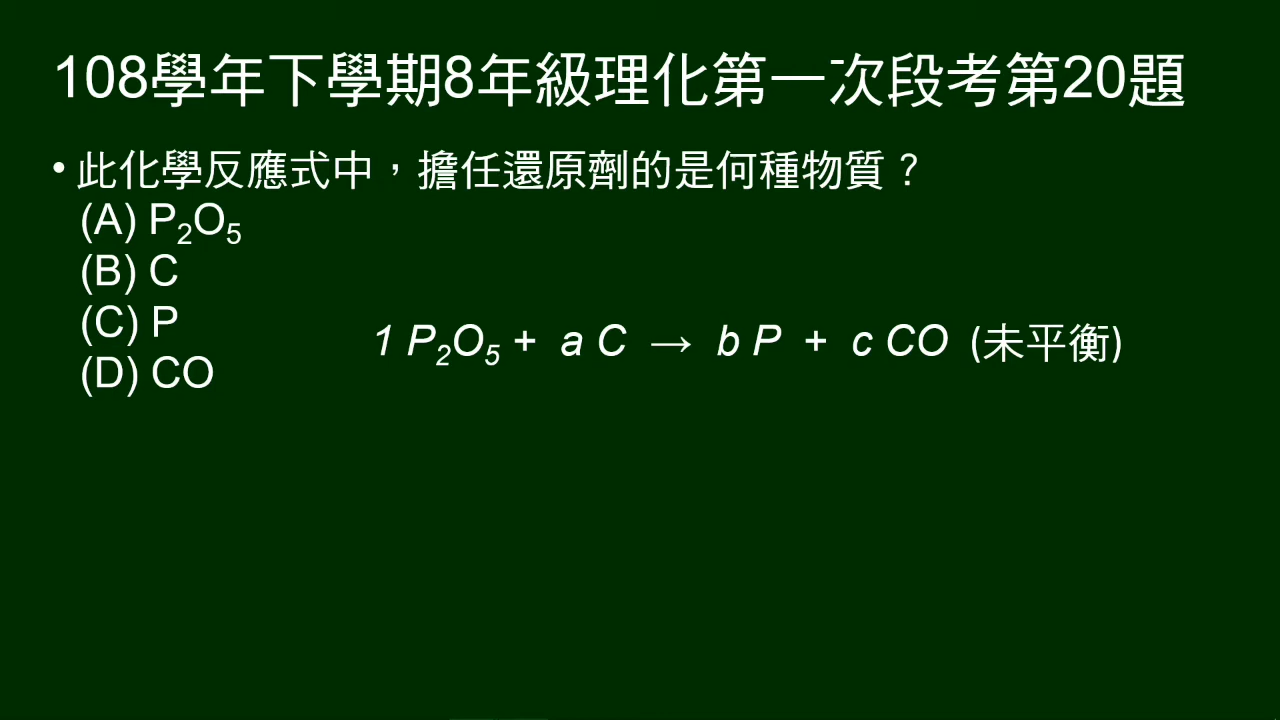 108學年下學期8年級理化第一次段考第20題
• 此化學反應式中，擔任還原劑的是何種物質？
(A) P₂O₅
(B) C
(C) P
(D) CO
1 P₂O₅ + a C → b P + c CO (未平衡)